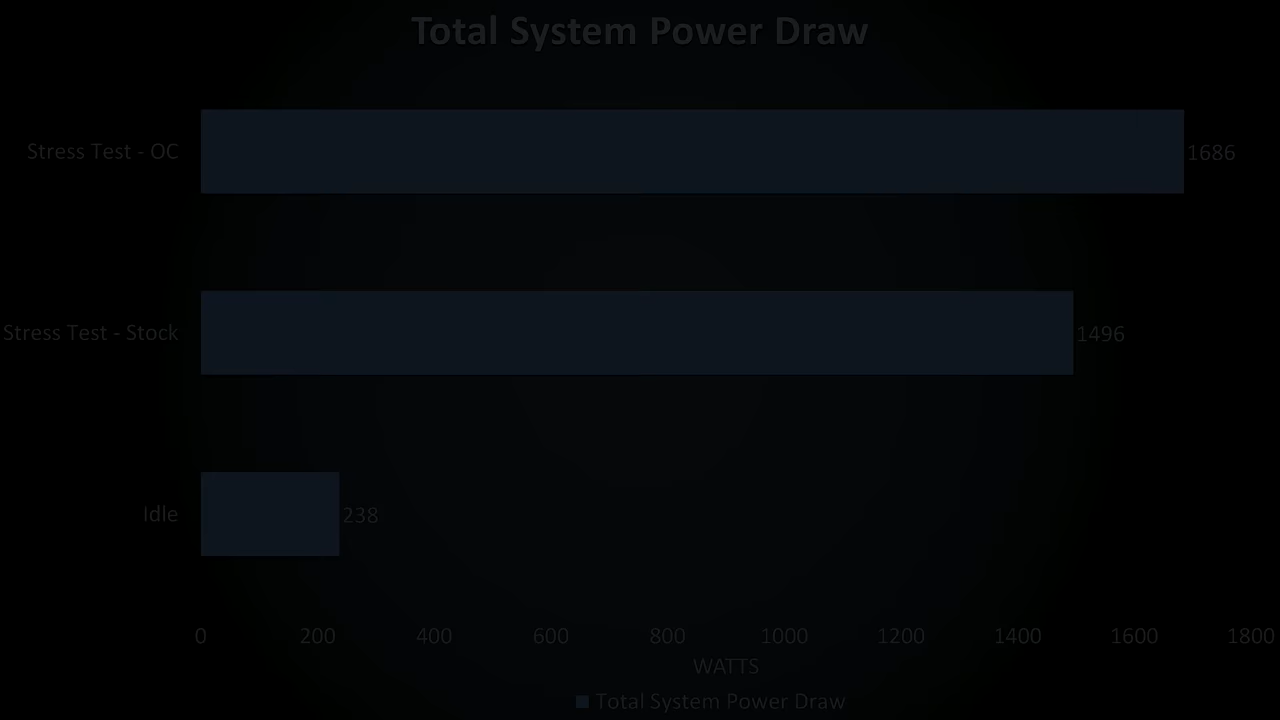 Total System Power Draw
Stress Test - OC
1686
Stress Test - Stock
1496
Idle
238
0 200 400 600 800 1000 1200 1400 1600 1800
WATTS
Total System Power Draw